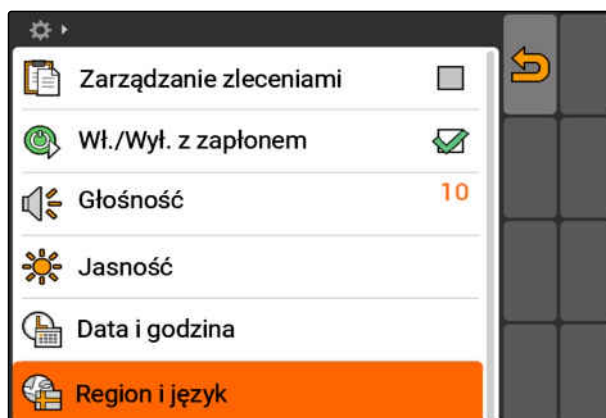 Zarządzanie zleceniami
Wł./Wył. z zapłonem
Głośność 10
Jasność
Data i godzina
Region i język